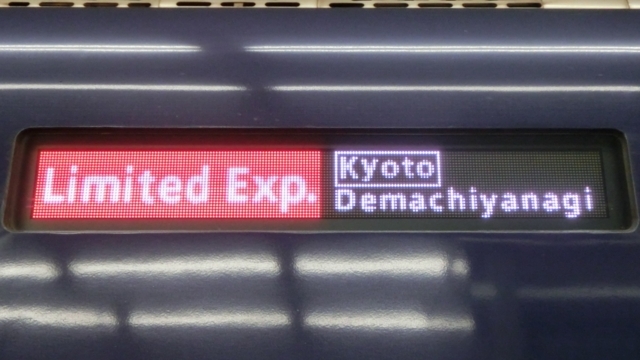 Limited Exp.
Kyoto
Demachiyanagi